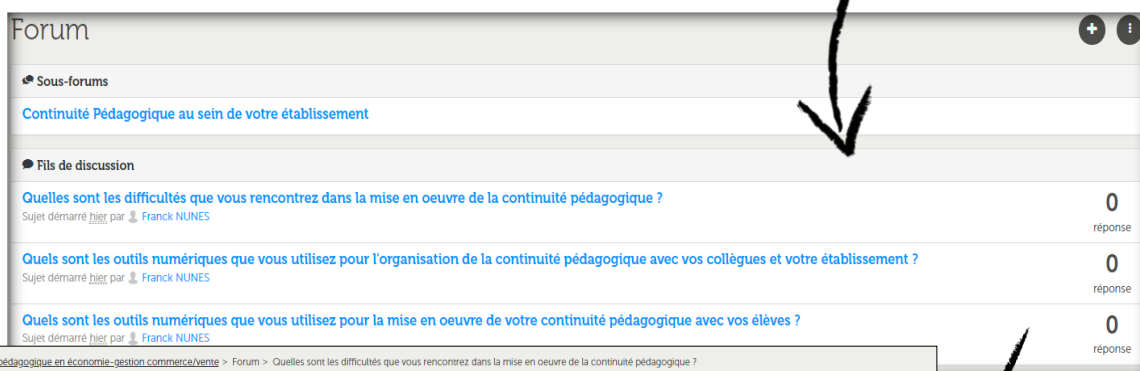 Forum
Sous-forums
Continuité Pédagogique au sein de votre établissement
Fils de discussion
Quelles sont les difficultés que vous rencontrez dans la mise en oeuvre de la continuité pédagogique ?
Sujet démarré hier par Franck NUNES
0
réponse
Quels sont les outils numériques que vous utilisez pour l'organisation de la continuité pédagogique avec vos collègues et votre établissement ?
Sujet démarré hier par Franck NUNES
0
réponse
Quels sont les outils numériques que vous utilisez pour la mise en oeuvre de votre continuité pédagogique avec vos élèves ?
Sujet démarré hier par Franck NUNES
0
réponse
pédagogique en économie-gestion commerce/vente > Forum > Quelles sont les difficultés que vous rencontrez dans la mise en oeuvre de la continuité pédagogique ?